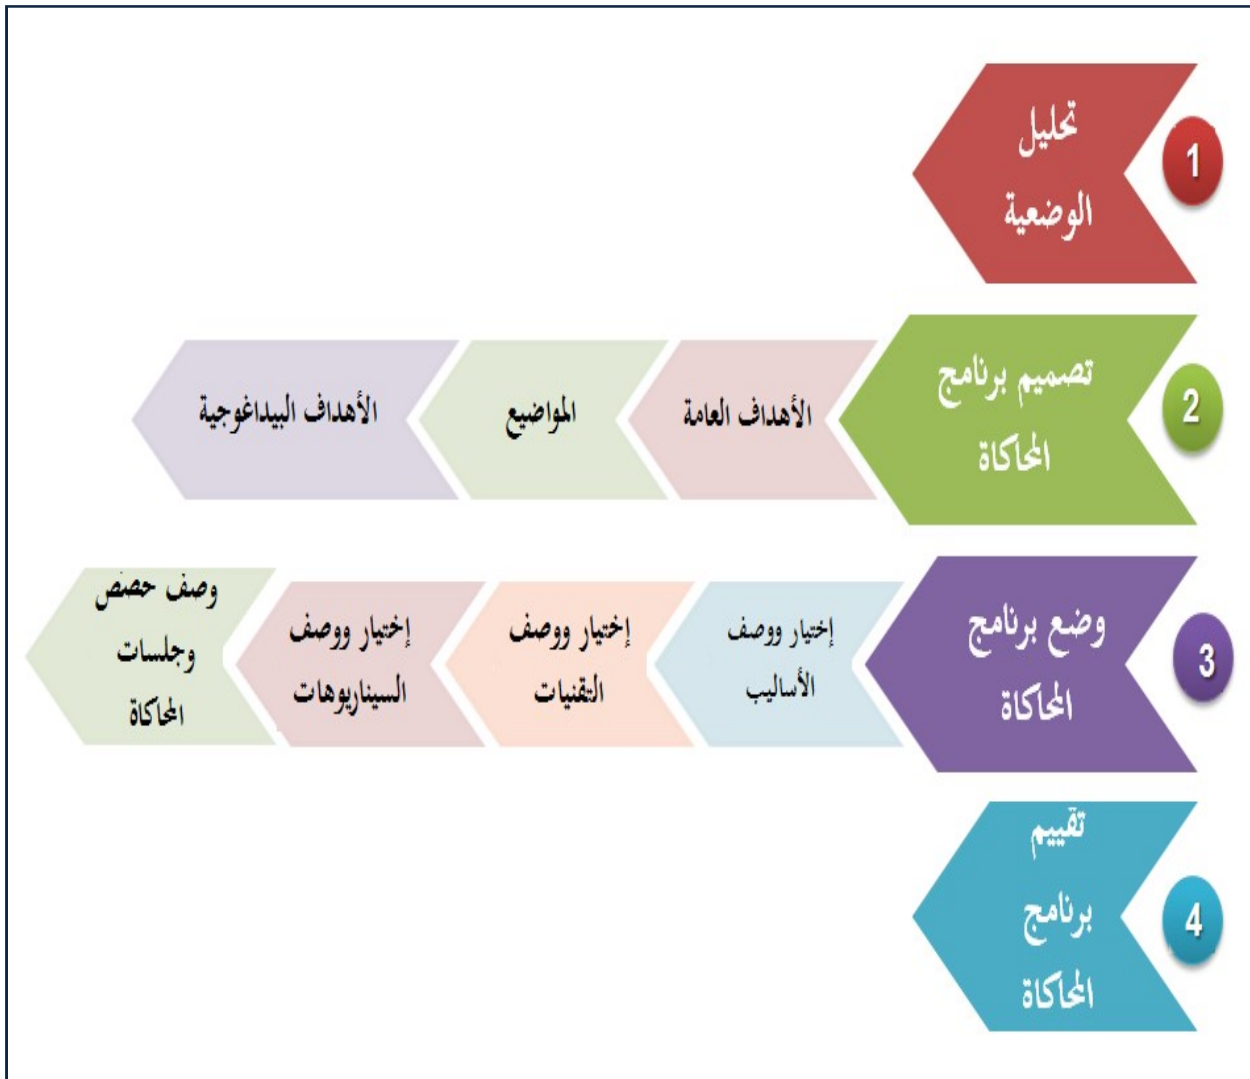 1
تحليل
الوضعية
2
تصميم برنامج
المحاكاة
الأهداف العامة
المواضيع
الأهداف البيداغوجية
3
وضع برنامج
المحاكاة
إختيار ووصف
الأساليب
إختيار ووصف
التقنيات
إختيار ووصف
السيناريوهات
وصف حصص
وجلسات
المحاكاة
4
تقييم
برنامج
المحاكاة